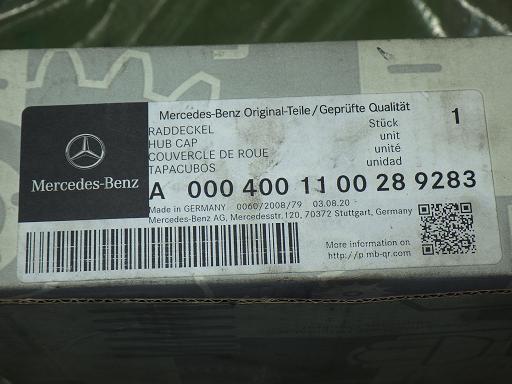 Mercedes-Benz Original-Teile/Geprüfte Qualität
RADDECKEL
HUB CAP
COUVERCLE DE ROUE
TAPACUBOS
Stück
unit
unité
unidad
1
Mercedes-Benz
A 000 400 11 00 28 9283
Made in GERMANY 0060/2008/79 03.08.20
Mercedes-Benz AG, Mercedesstr.120, 70372 Stuttgart, Germany
More information on
http://p.mb-qr.com